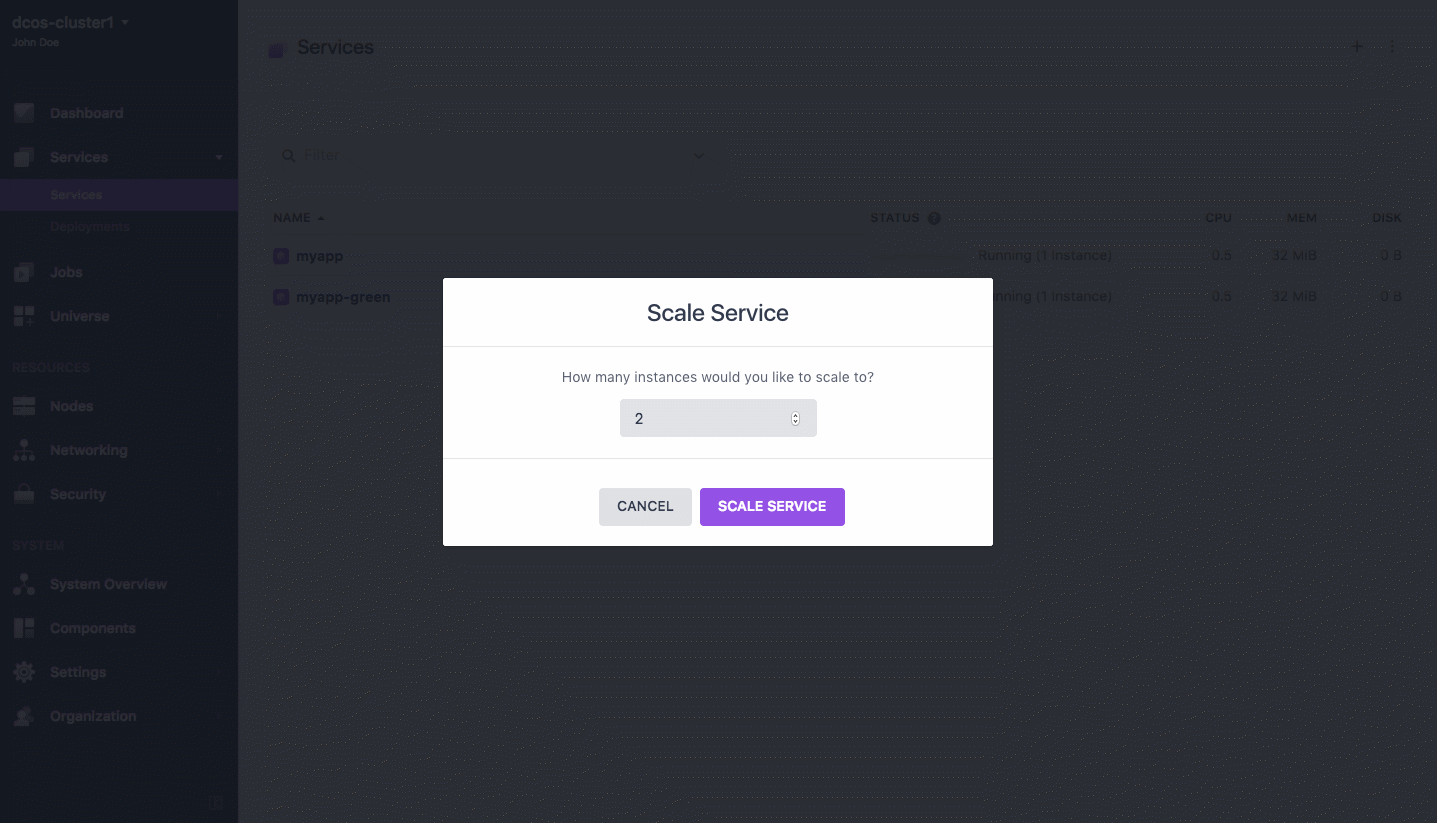 dcos-cluster1
John Doe
Dashboard
Services
Services
Deployments
Jobs
Universe
RESOURCES
Nodes
Networking
Security
SYSTEM
System Overview
Components
Settings
Organization
Services
Filter
NAME STATUS ? CPU MEM DISK
myapp Running (1 Instance) 0.5 32 MiB 0 B
myapp-green unning (1 Instance) 0.5 32 MiB 0 B
Scale Service
How many instances would you like to scale to?
2
CANCEL SCALE SERVICE